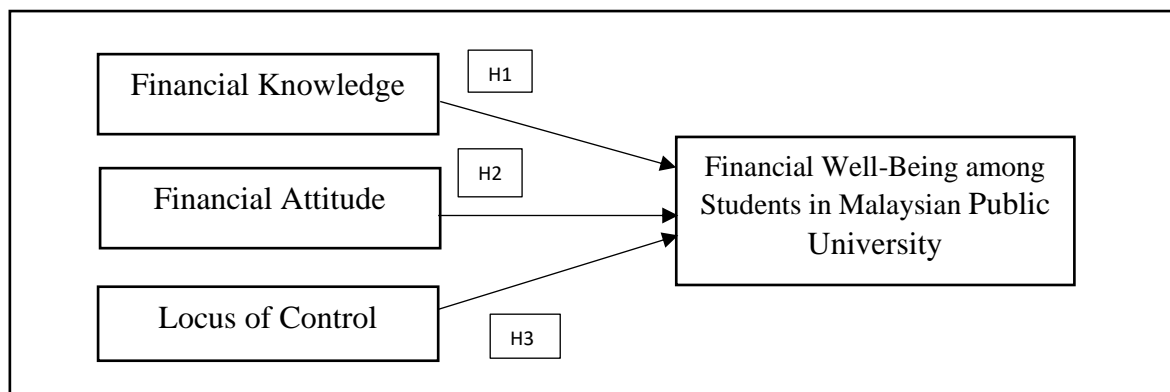 Financial Knowledge
H1
Financial Attitude
H2
Locus of Control
H3
Financial Well-Being among
Students in Malaysian Public
University